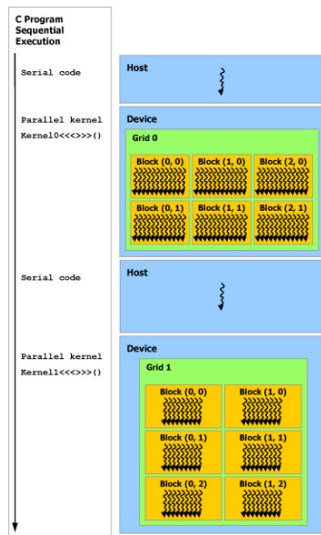 C Program
Sequential
Execution
Serial code
Host
Parallel kernel
Kernel0<<<>>>()
Device
Grid 0
Block (0, 0) Block (1, 0) Block (2, 0)
Block (0, 1) Block (1, 1) Block (2, 1)
Serial code
Host
Parallel kernel
Kernel1<<<>>>()
Device
Grid 1
Block (0, 0) Block (1, 0)
Block (0, 1) Block (1, 1)
Block (0, 2) Block (1, 2)